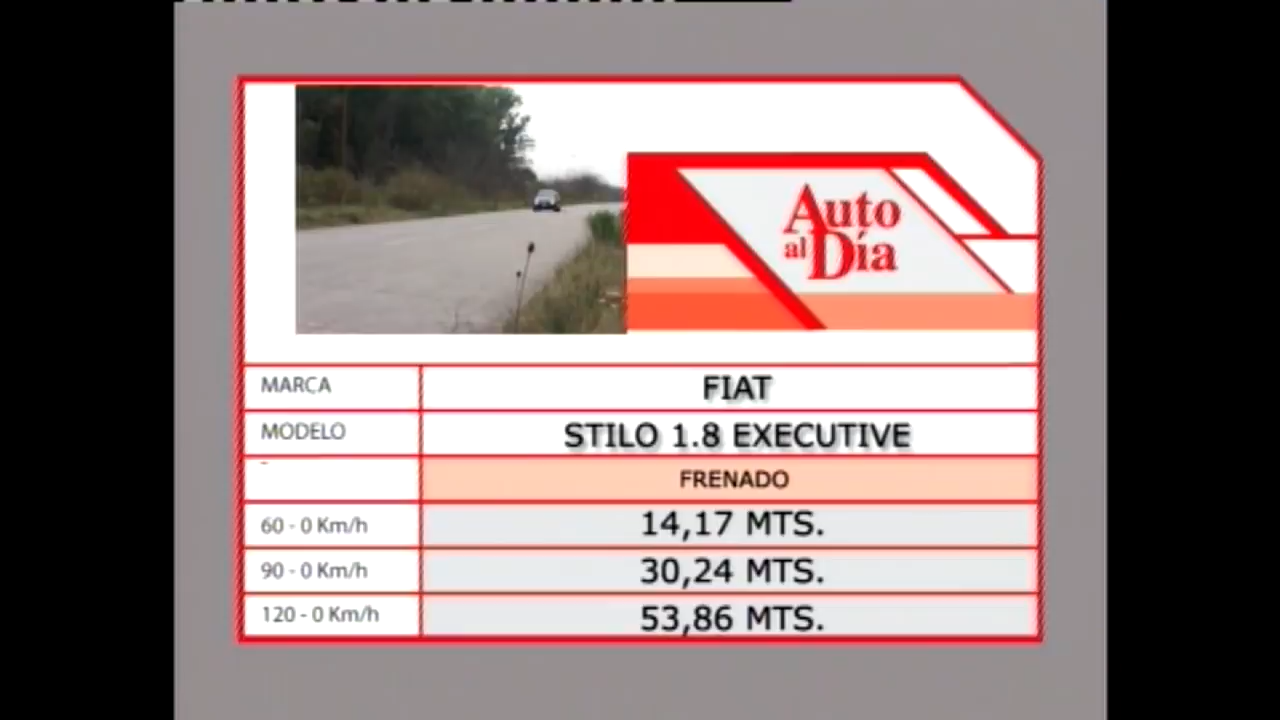 Auto
al Día
MARCA FIAT
MODELO STILO 1.8 EXECUTIVE
FRENADO
60 - 0 Km/h 14,17 MTS.
90 - 0 Km/h 30,24 MTS.
120 - 0 Km/h 53,86 MTS.